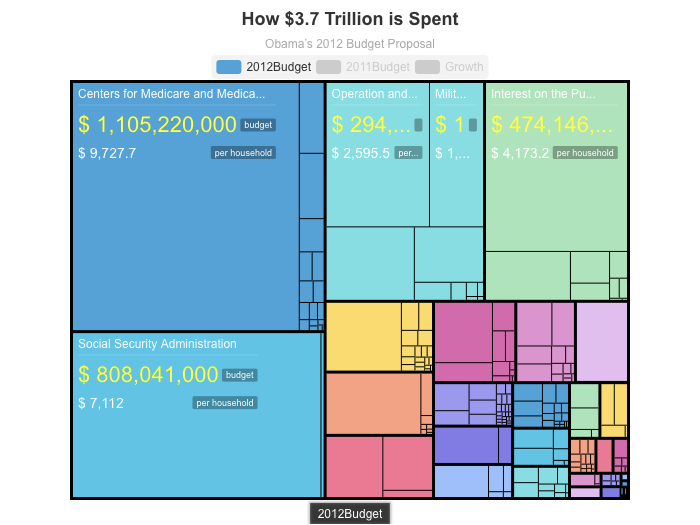 How $3.7 Trillion is Spent
Obama's 2012 Budget Proposal
2012Budget 2011Budget Growth
Centers for Medicare and Medica...
$ 1,105,220,000 budget
$ 9,727.7 per household
Operation and...
$ 294,...
$ 2,595.5 per...
Milit...
$ 1
$ 1,...
Interest on the Pu...
$ 474,146,...
$ 4,173.2 per household
Social Security Administration
$ 808,041,000 budget
$ 7,112 per household
2012Budget